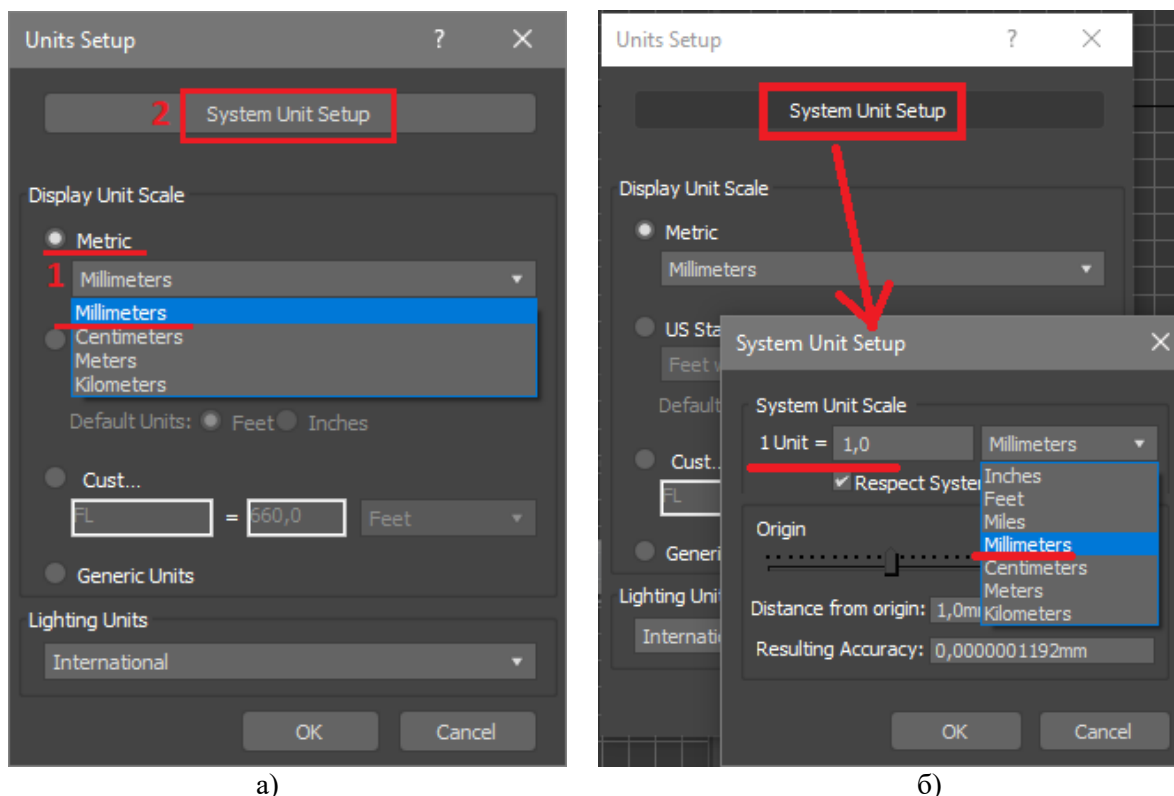 Units Setup ? ×
2 System Unit Setup
Display Unit Scale
Metric
1 Millimeters
Millimeters
Centimeters
Meters
Kilometers
Default Units: Feet Inches
Cust...
FL = 660,0 Feet
Generic Units
Lighting Units
International
OK Cancel
а)
Units Setup ? ×
System Unit Setup
Display Unit Scale
Metric
Millimeters
US Sta
Feet w
Default
Cust..
FL
Generi
Lighting Uni
Internati
System Unit Setup ×
System Unit Scale
1 Unit = 1,0 Millimeters
Respect System
Inches
Feet
Miles
Millimeters
Centimeters
Meters
Kilometers
Origin
Distance from origin: 1,0m
Resulting Accuracy: 0,0000001192mm
OK Cancel
б)